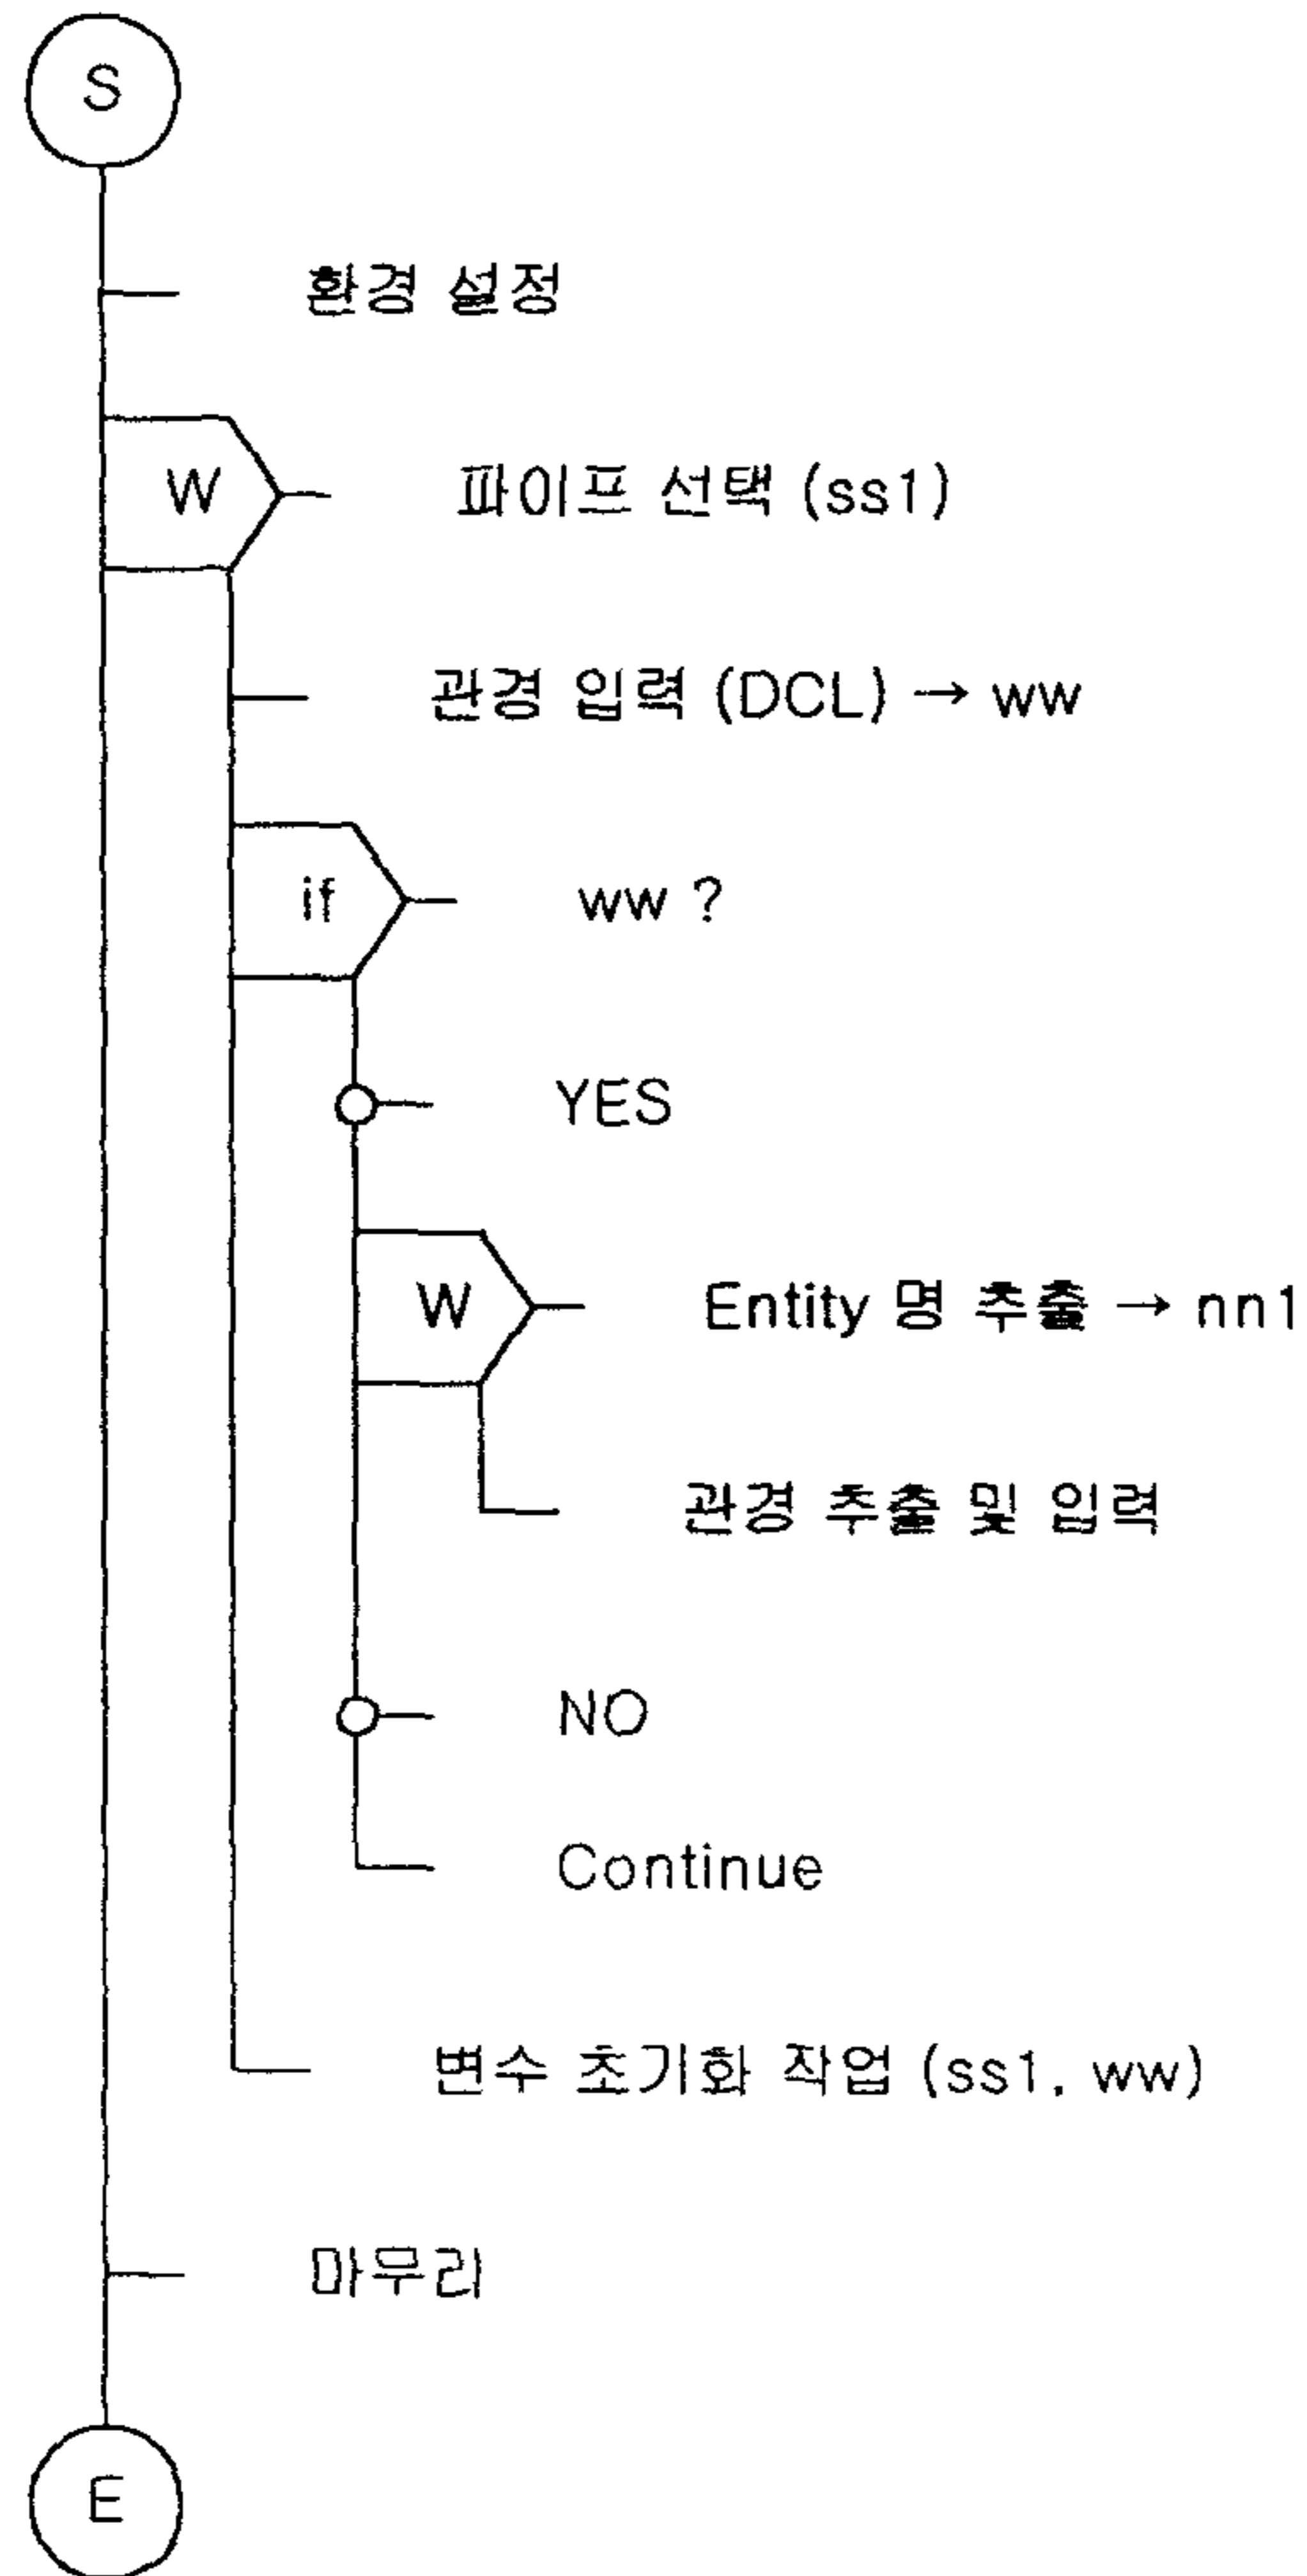 S
환경 설정
W 파이프 선택 (ss1)
관경 입력 (DCL) → ww
if ww ?
YES
W Entity 명 추출 → nn1
관경 추출 및 입력
NO
Continue
변수 초기화 작업 (ss1, ww)
마무리
E